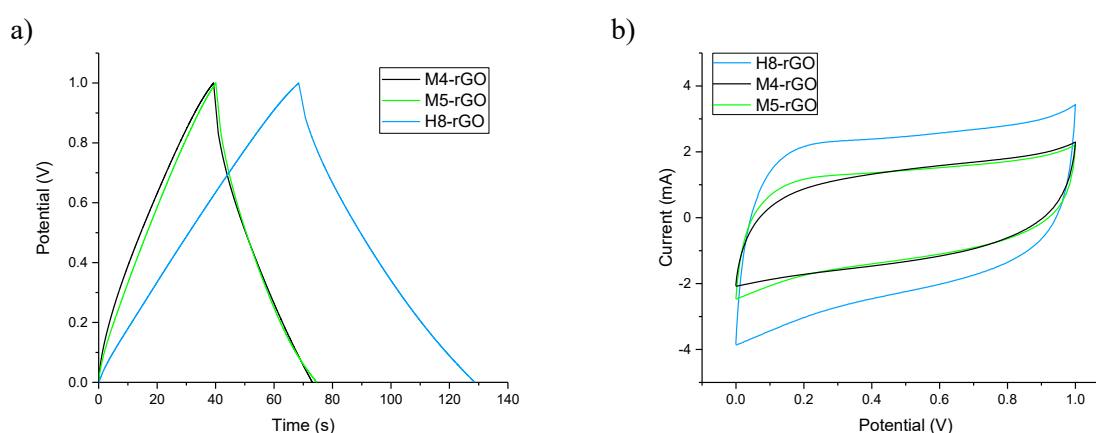 a)
M4-rGO
M5-rGO
H8-rGO
1.0
0.8
0.6
0.4
0.2
0.0
0 20 40 60 80 100 120 140
Potential (V)
Time (s)
b)
H8-rGO
M4-rGO
M5-rGO
4
2
0
-2
-4
0.0 0.2 0.4 0.6 0.8 1.0
Current (mA)
Potential (V)